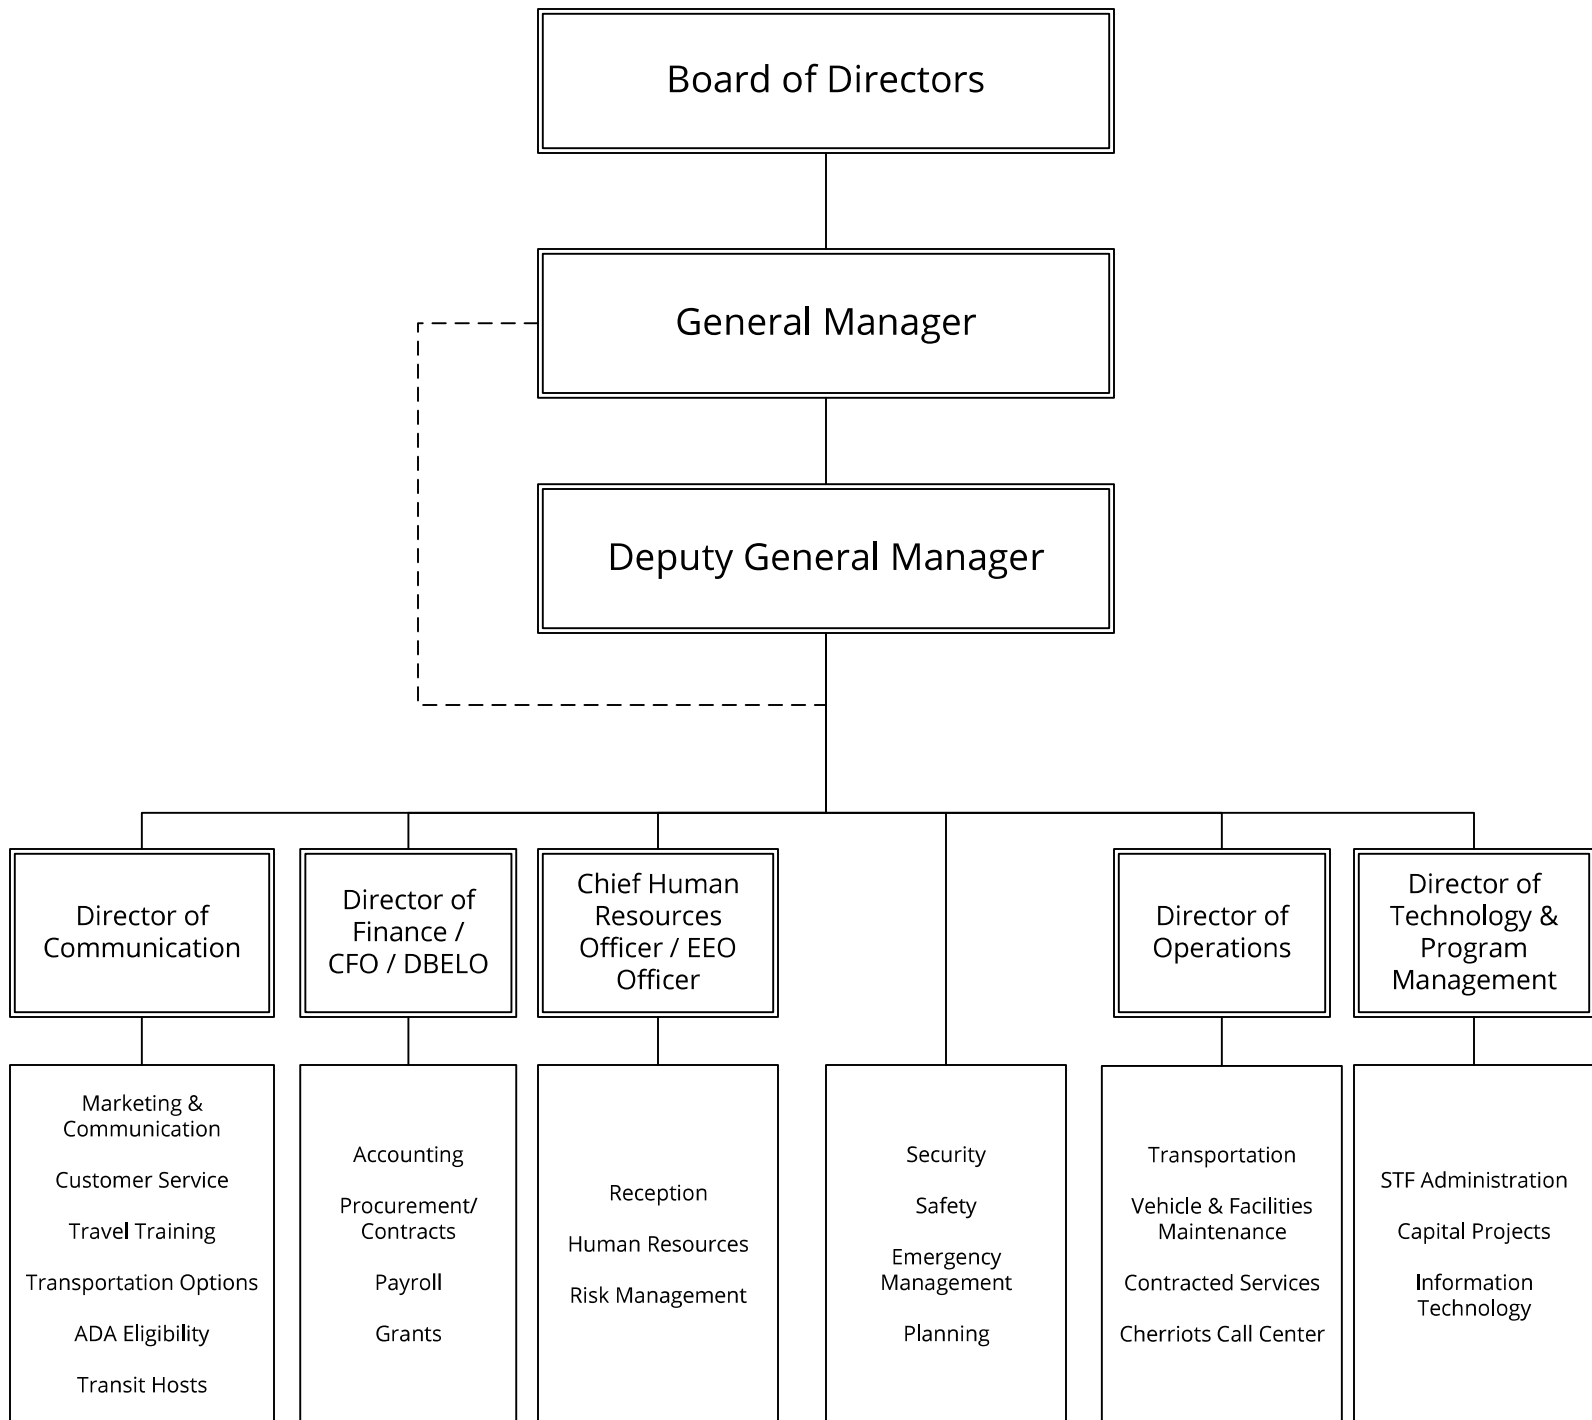 Board of Directors
General Manager
Deputy General Manager
Director of
Communication
Director of
Finance /
CFO / DBELO
Chief Human
Resources
Officer / EEO
Officer
Director of
Operations
Director of
Technology &
Program
Management
Marketing &
Communication
Customer Service
Travel Training
Transportation Options
ADA Eligibility
Transit Hosts
Accounting
Procurement/
Contracts
Payroll
Grants
Reception
Human Resources
Risk Management
Security
Safety
Emergency
Management
Planning
Transportation
Vehicle & Facilities
Maintenance
Contracted Services
Cherriots Call Center
STF Administration
Capital Projects
Information
Technology